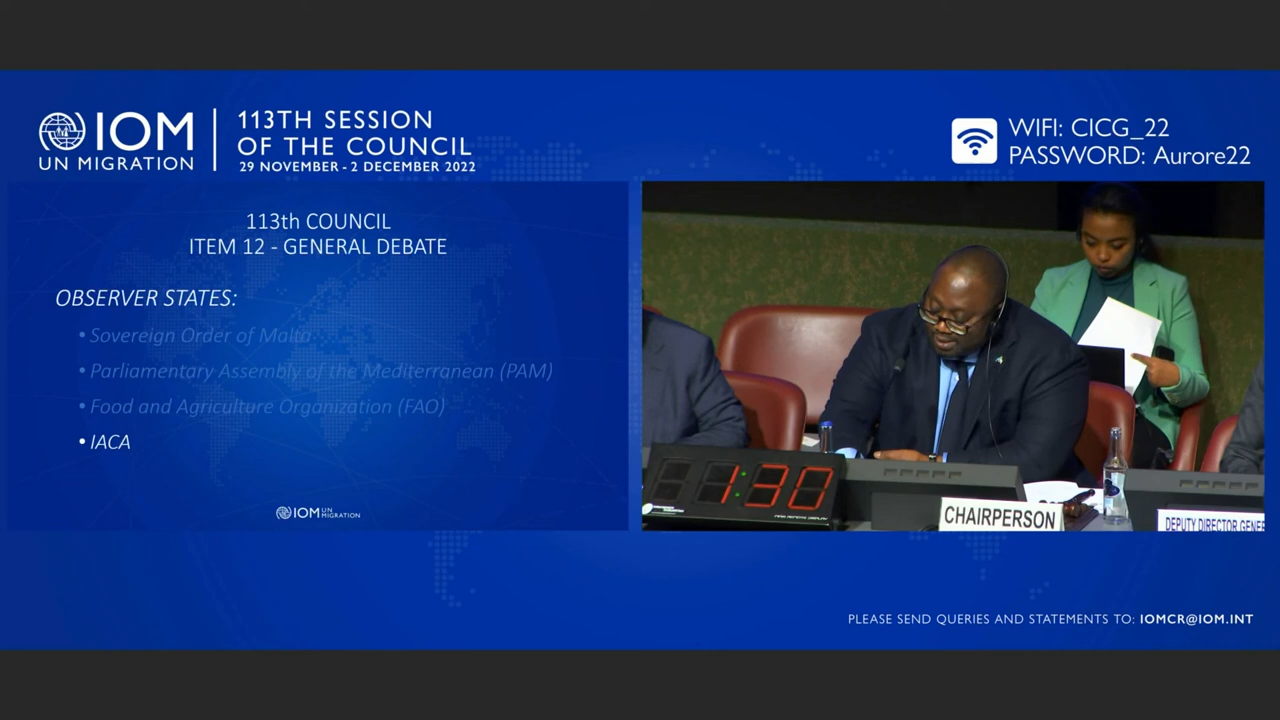 IOM
UN MIGRATION
113TH SESSION
OF THE COUNCIL
29 NOVEMBER - 2 DECEMBER 2022
WIFI: CICG_22
PASSWORD: Aurore22
113th COUNCIL
ITEM 12 - GENERAL DEBATE
OBSERVER STATES:
• Sovereign Order of Malta
• Parliamentary Assembly of the Mediterranean (PAM)
• Food and Agriculture Organization (FAO)
• IACA
IOM UN
MIGRATION
1:30
CHAIRPERSON
DEPUTY DIRECTOR GENE
PLEASE SEND QUERIES AND STATEMENTS TO: IOMCR@IOM.INT